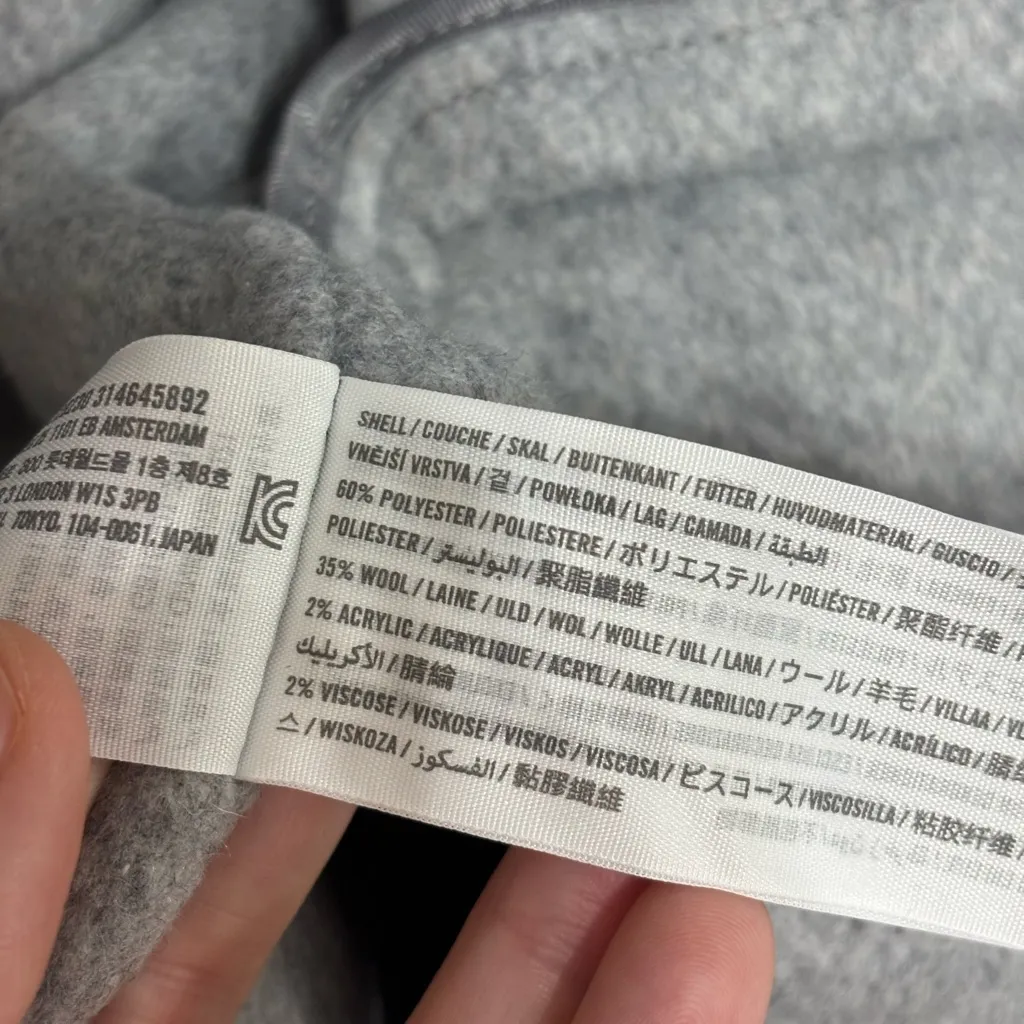 314645892
1101 EB AMSTERDAM
300 롯데월드몰 1층 제8호
3 LONDON W1S 3PB
TOKYO. 104-0061.JAPAN
SHELL / COUCHE / SKAL / BUITENKANT / FUTTER / HUVUDMATERIAL / GUSCIO /
VNĚJŠÍ VRSTVA / 겉 / POWŁOKA / LAG / CAMADA / الطبقة
60% POLYESTER / POLIESTERE / ポリエステル / POLIÉSTER / 聚酯纤维 /
POLIESTER / البوليستر / 聚脂纖維
35% WOOL / LAINE / ULD / WOL / WOLLE / ULL / LANA / ウール / 羊毛 / VILLAA /
2% ACRYLIC / ACRYLIQUE / ACRYL / AKRYL / ACRILICO / アクリル / ACRÍLICO /
الأكريليك / 腈綸
2% VISCOSE / VISKOSE / VISKOS / VISCOSA / ビスコース / VISCOSILLA / 粘胶纤维 /
스 / WISKOZA / الفسكوز / 黏膠纖維